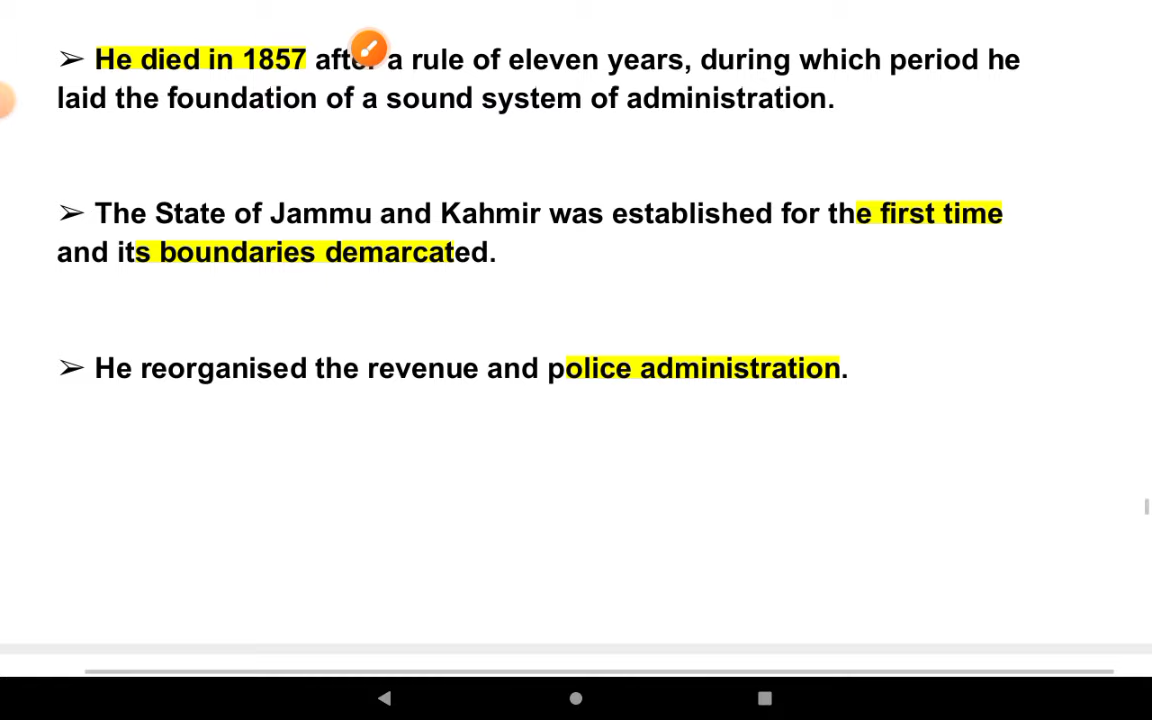 ➢ He died in 1857 after a rule of eleven years, during which period he
laid the foundation of a sound system of administration.
➢ The State of Jammu and Kahmir was established for the first time
and its boundaries demarcated.
➢ He reorganised the revenue and police administration.